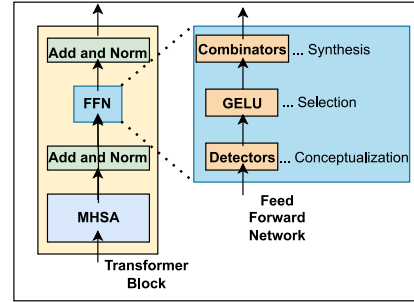 Add and Norm
FFN
Add and Norm
MHSA
Transformer
Block
Combinators ... Synthesis
GELU ... Selection
Detectors ... Conceptualization
Feed
Forward
Network